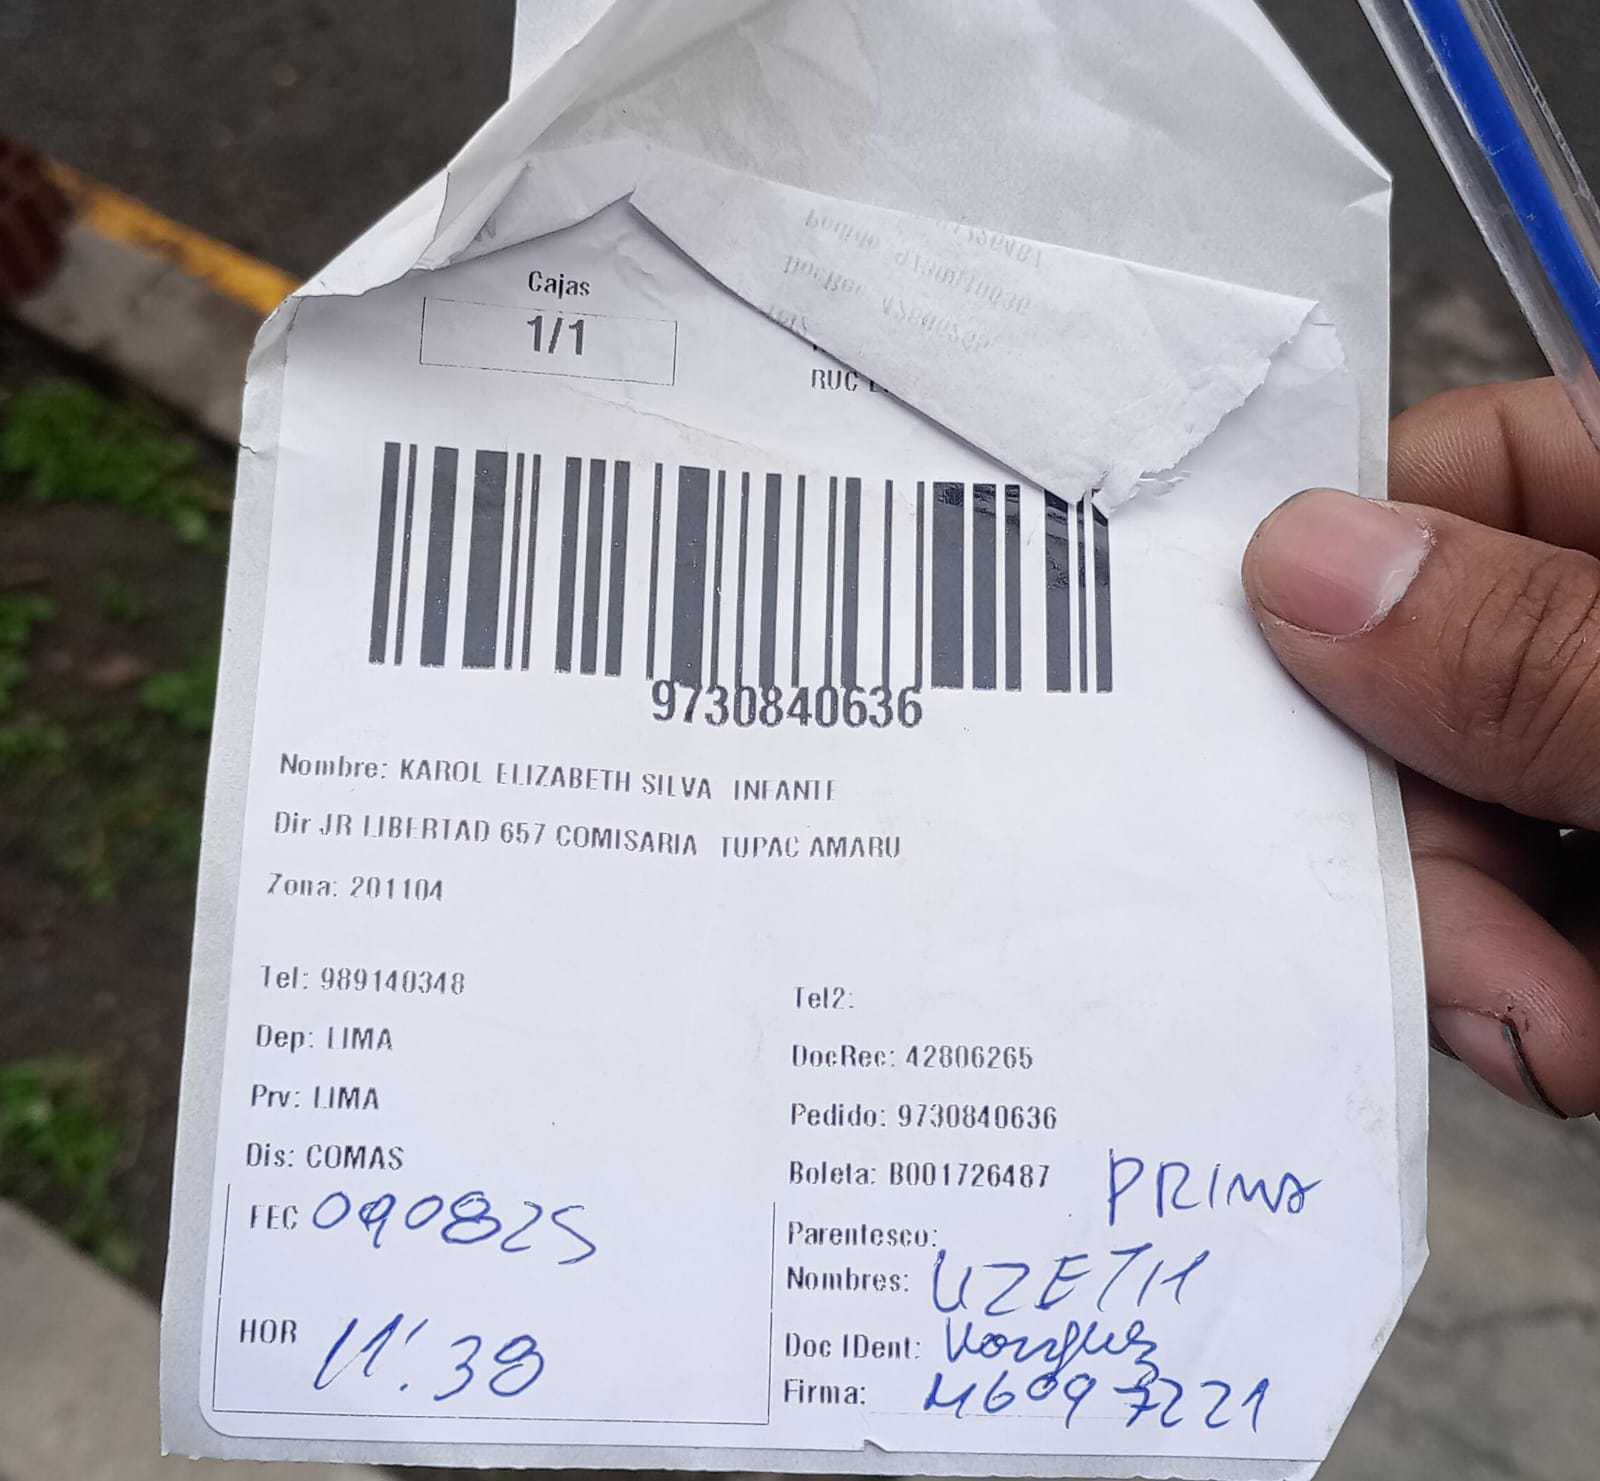 Cajas
1/1
RUC
9730840636
Nombre: KAROL ELIZABETH SILVA INFANTE
Dir JR LIBERTAD 657 COMISARIA TUPAC AMARU
Zona: 201104
Tel: 989140348
Tel2:
Dep: LIMA
DocRec: 42806265
Prv: LIMA
Pedido: 9730840636
Dis: COMAS
Boleta: B001726487
PRIMA
FEC 090825
Parentesco:
Nombres: LIZETH
HOR 11:38
Doc IDent:
Firma: